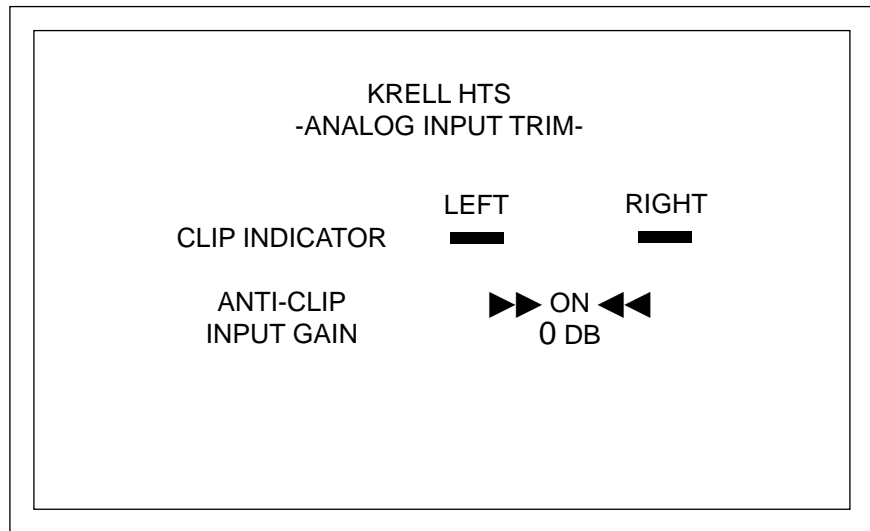 KRELL HTS
-ANALOG INPUT TRIM-
LEFT RIGHT
CLIP INDICATOR
ANTI-CLIP ▶▶ ON ◀◀
INPUT GAIN 0 DB